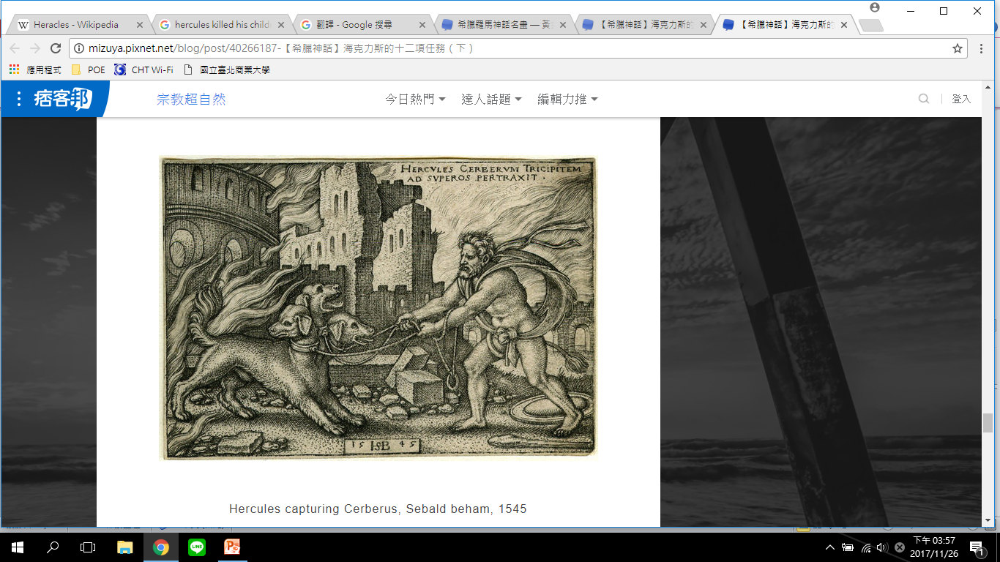 Heracles - Wikipedia
hercules killed his child
翻譯 - Google 搜尋
希臘羅馬神話名畫 — 黃
【希臘神話】海克力斯的
【希臘神話】海克力斯的
mizuya.pixnet.net/blog/post/40266187-【希臘神話】海克力斯的十二項任務（下）
應用程式
POE
CHT Wi-Fi
國立臺北商業大學
痞客邦
宗教超自然
今日熱門
達人話題
編輯力推
登入
HERCVLES CERBERVM TRICIPITEM
AD SVPEROS PERTRAXIT ·
15 HSB 45
Hercules capturing Cerberus, Sebald beham, 1545
下午 03:57
2017/11/26
1